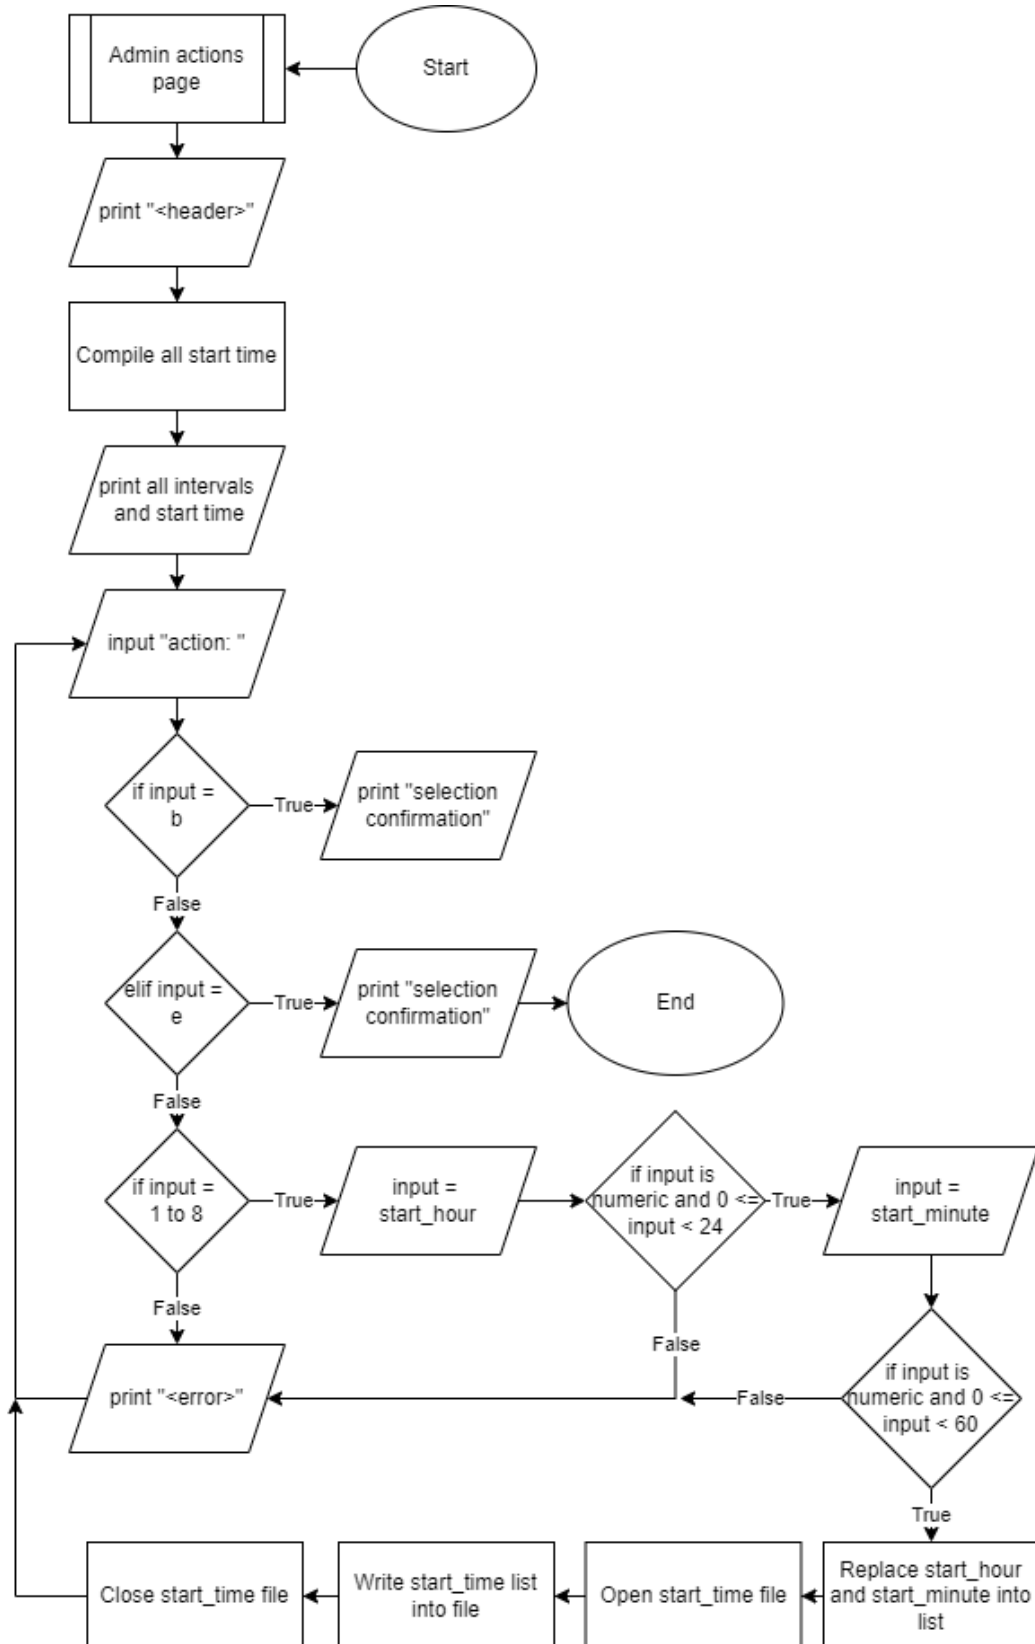 Admin actions
page
Start
print "<header>"
Compile all start time
print all intervals
and start time
input "action: "
if input =
b
True
print "selection
confirmation"
False
elif input =
e
True
print "selection
confirmation"
End
False
if input =
1 to 8
True
input =
start_hour
if input is
numeric and 0 <=
input < 24
True
input =
start_minute
False
False
print "<error>"
False
if input is
numeric and 0 <=
input < 60
True
Close start_time file
Write start_time list
into file
Open start_time file
Replace start_hour
and start_minute into
list